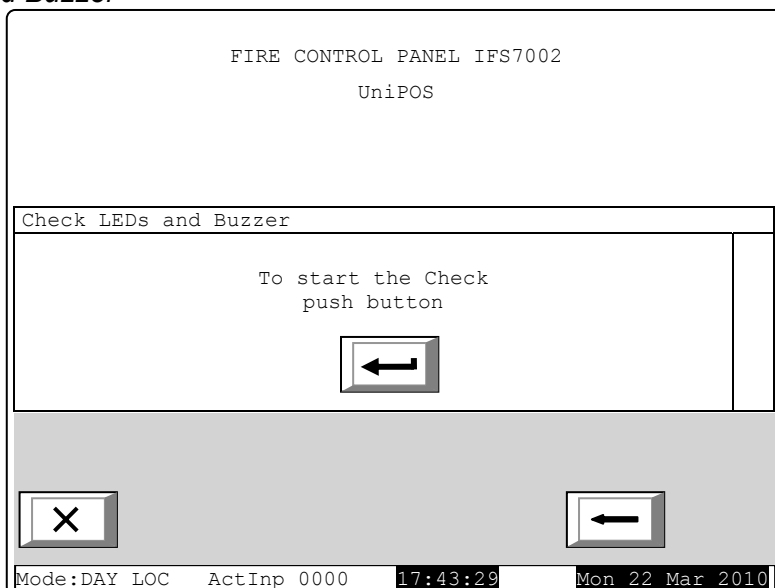 FIRE CONTROL PANEL IFS7002
UniPOS
Check LEDs and Buzzer
To start the Check
push button
Mode:DAY LOC ActInp 0000 17:43:29 Mon 22 Mar 2010